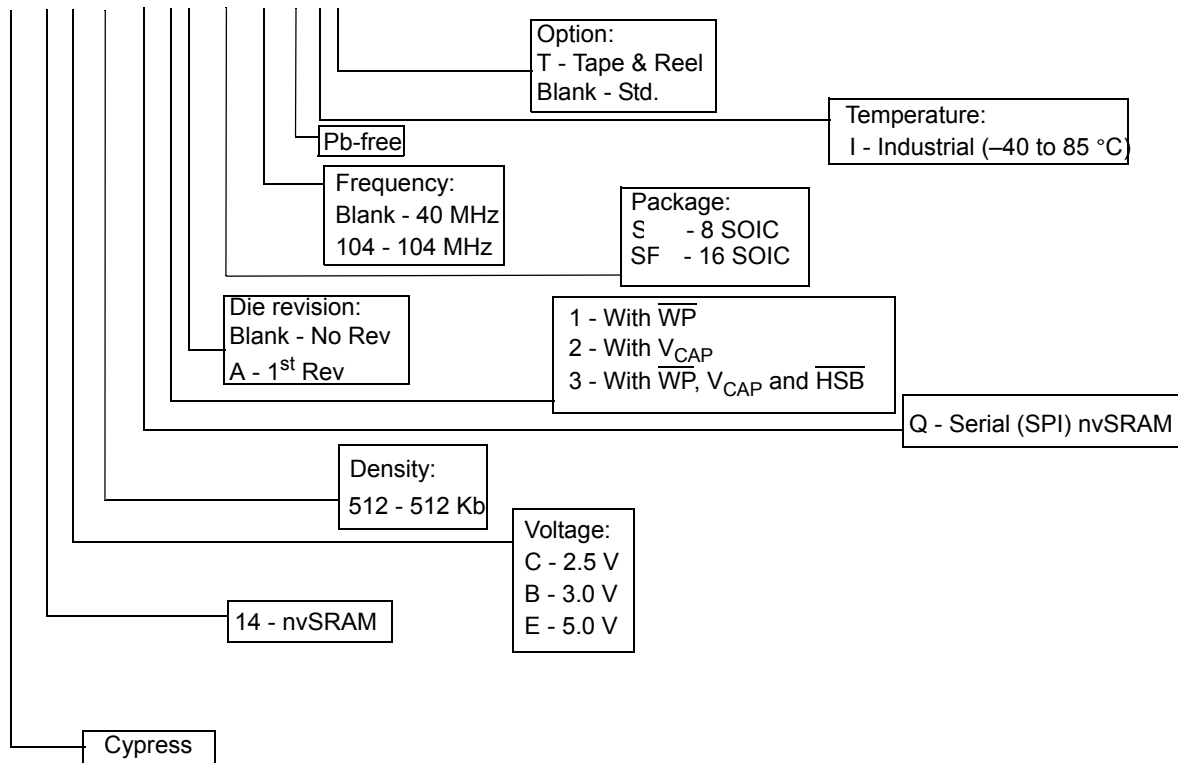 Option:
T - Tape & Reel
Blank - Std.
Temperature:
I - Industrial (–40 to 85 °C)
Pb-free
Frequency:
Blank - 40 MHz
104 - 104 MHz
Package:
S - 8 SOIC
SF - 16 SOIC
Die revision:
Blank - No Rev
A - 1st Rev
1 - With W̅P̅
2 - With VCAP
3 - With W̅P̅, VCAP and H̅S̅B̅
Q - Serial (SPI) nvSRAM
Density:
512 - 512 Kb
Voltage:
C - 2.5 V
B - 3.0 V
E - 5.0 V
14 - nvSRAM
Cypress